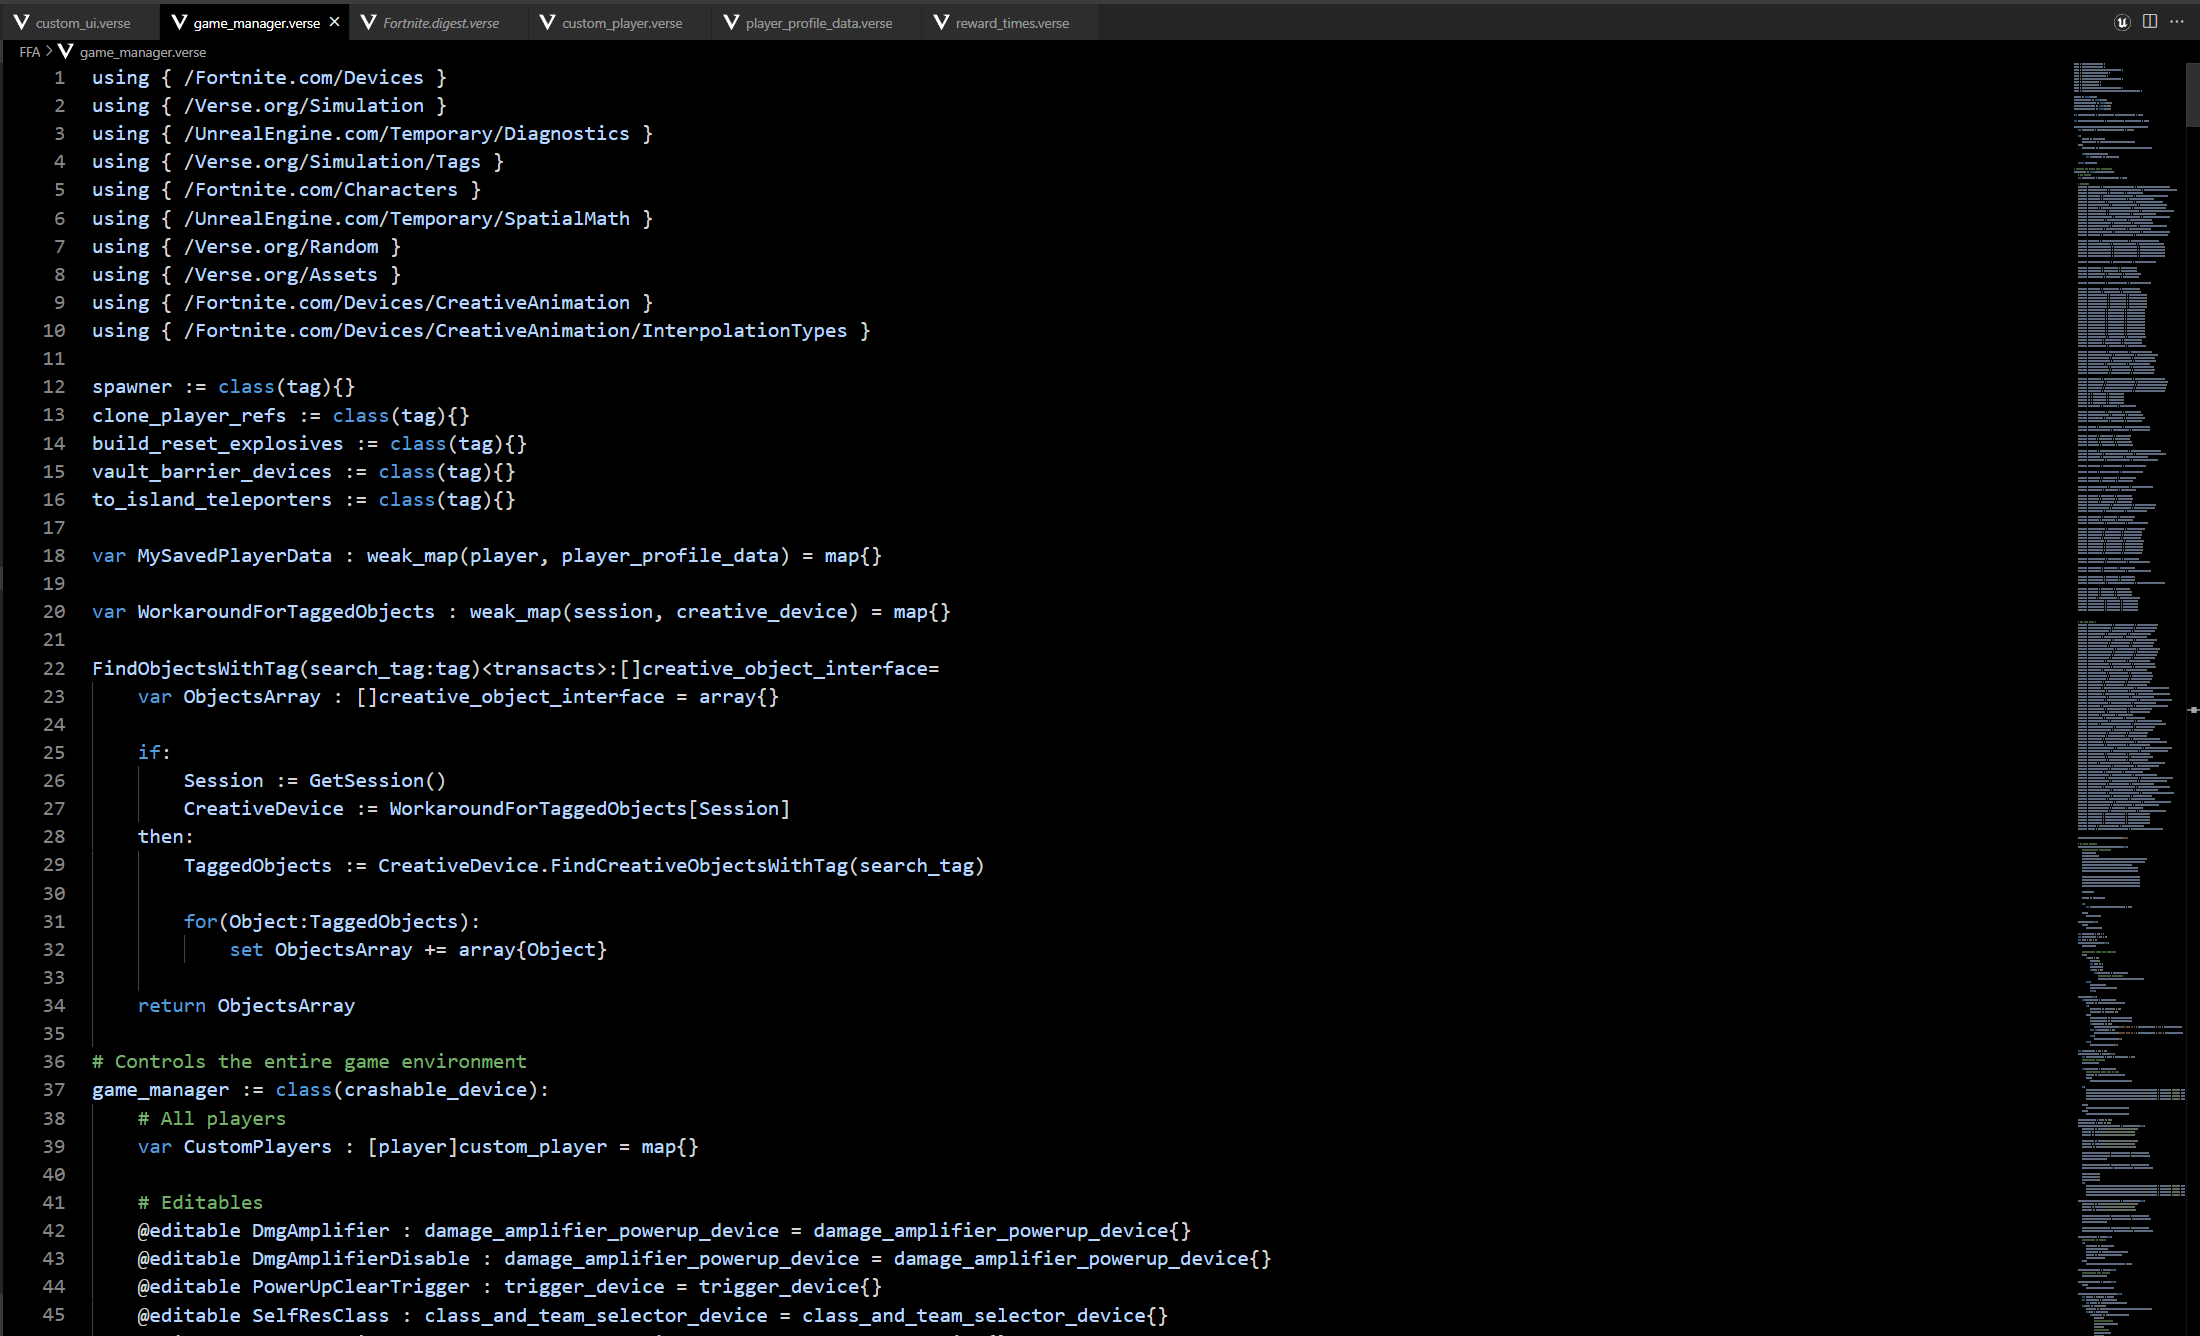 custom_ui.verse game_manager.verse Fortnite.digest.verse custom_player.verse player_profile_data.verse reward_times.verse
FFA > game_manager.verse
1 using { /Fortnite.com/Devices }
2 using { /Verse.org/Simulation }
3 using { /UnrealEngine.com/Temporary/Diagnostics }
4 using { /Verse.org/Simulation/Tags }
5 using { /Fortnite.com/Characters }
6 using { /UnrealEngine.com/Temporary/SpatialMath }
7 using { /Verse.org/Random }
8 using { /Verse.org/Assets }
9 using { /Fortnite.com/Devices/CreativeAnimation }
10 using { /Fortnite.com/Devices/CreativeAnimation/InterpolationTypes }
11
12 spawner := class(tag){}
13 clone_player_refs := class(tag){}
14 build_reset_explosives := class(tag){}
15 vault_barrier_devices := class(tag){}
16 to_island_teleporters := class(tag){}
17
18 var MySavedPlayerData : weak_map(player, player_profile_data) = map{}
19
20 var WorkaroundForTaggedObjects : weak_map(session, creative_device) = map{}
21
22 FindObjectsWithTag(search_tag:tag)<transacts>:[]creative_object_interface=
23     var ObjectsArray : []creative_object_interface = array{}
24
25     if:
26         Session := GetSession()
27         CreativeDevice := WorkaroundForTaggedObjects[Session]
28     then:
29         TaggedObjects := CreativeDevice.FindCreativeObjectsWithTag(search_tag)
30
31         for(Object:TaggedObjects):
32             set ObjectsArray += array{Object}
33
34     return ObjectsArray
35
36 # Controls the entire game environment
37 game_manager := class(crashable_device):
38     # All players
39     var CustomPlayers : [player]custom_player = map{}
40
41     # Editables
42     @editable DmgAmplifier : damage_amplifier_powerup_device = damage_amplifier_powerup_device{}
43     @editable DmgAmplifierDisable : damage_amplifier_powerup_device = damage_amplifier_powerup_device{}
44     @editable PowerUpClearTrigger : trigger_device = trigger_device{}
45     @editable SelfResClass : class_and_team_selector_device = class_and_team_selector_device{}